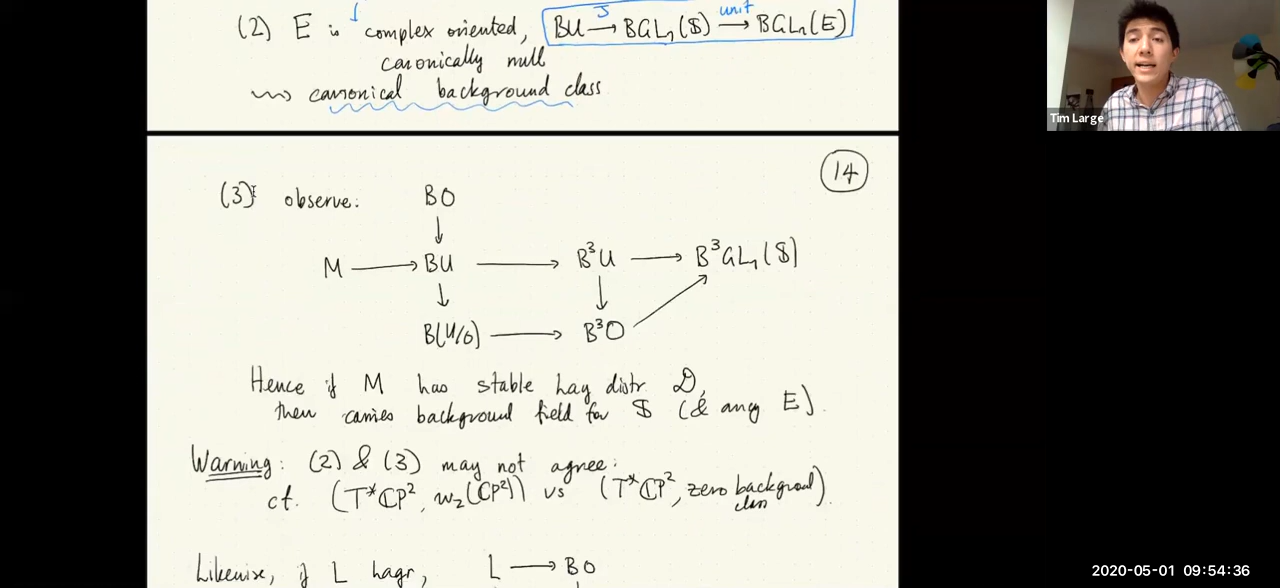 J unit
(2) E is complex oriented, BU → BGL₁($) → BGL₁(E)
canonically null
⇝ canonical background class
Tim Large
14
(3) observe: BO
M → BU → B³U → B³GL₁($)
B(U/O) → B³O
Hence if M has stable Lag distr. D,
then carries background field for $ (& any E).
Warning: (2) & (3) may not agree:
cf. (T*CP², w₂(CP²)) vs (T*CP², zero background
class).
Likewise, if L lagr, L → BO
2020-05-01 09:54:36